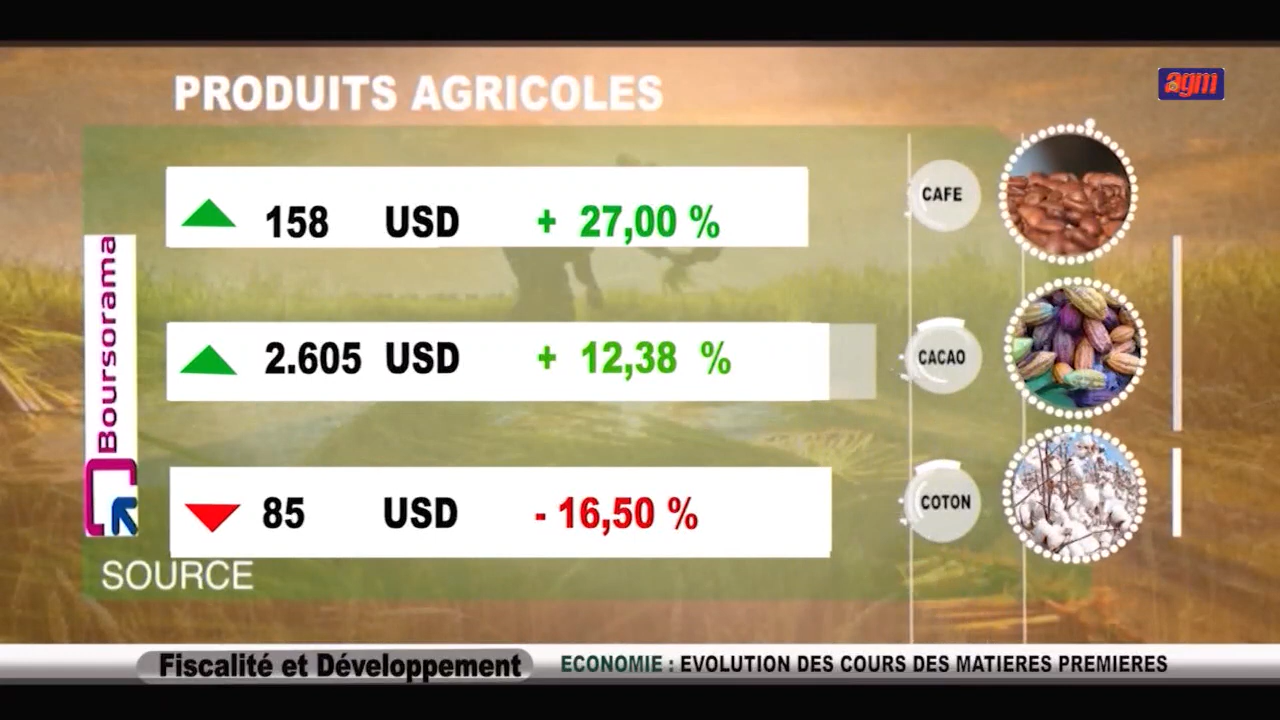 PRODUITS AGRICOLES
agm
158 USD + 27,00 % CAFE
2.605 USD + 12,38 % CACAO
85 USD - 16,50 % COTON
Boursorama
SOURCE
Fiscalité et Développement
ECONOMIE : EVOLUTION DES COURS DES MATIERES PREMIERES